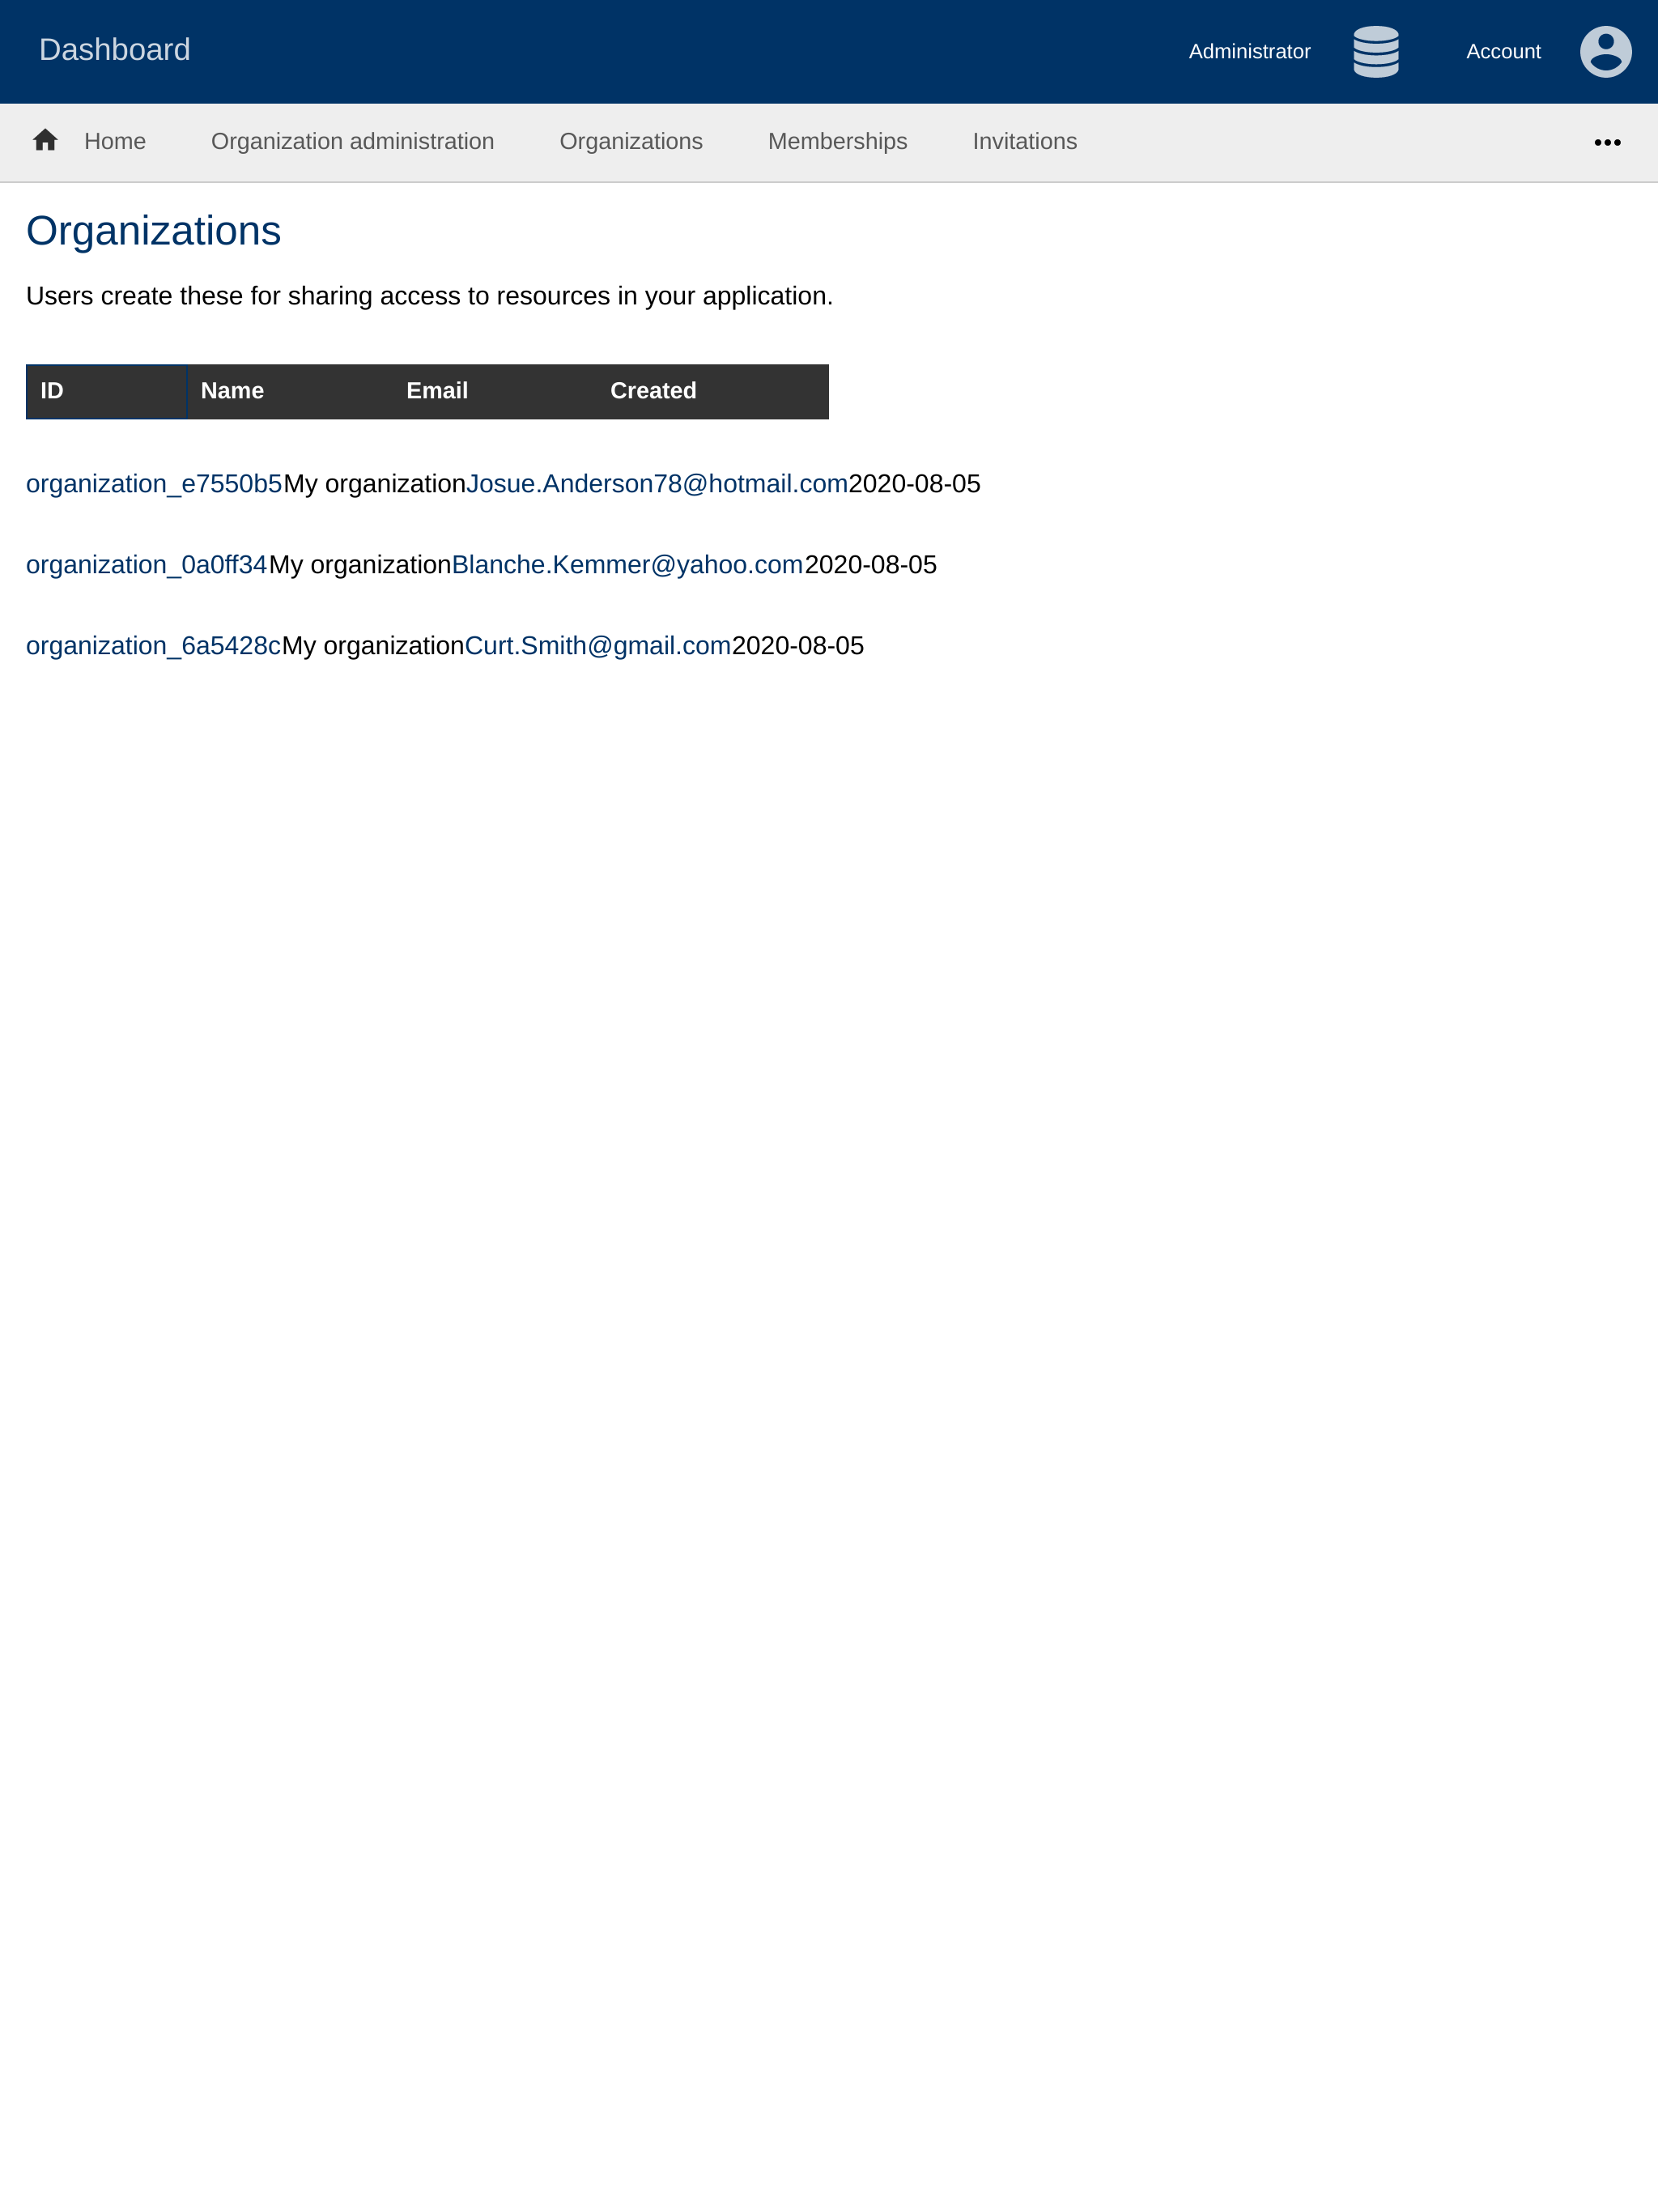 Dashboard Administrator Account
Home Organization administration Organizations Memberships Invitations
Organizations
Users create these for sharing access to resources in your application.
ID Name Email Created
organization_e7550b5My organizationJosue.Anderson78@hotmail.com2020-08-05
organization_0a0ff34My organizationBlanche.Kemmer@yahoo.com2020-08-05
organization_6a5428cMy organizationCurt.Smith@gmail.com2020-08-05